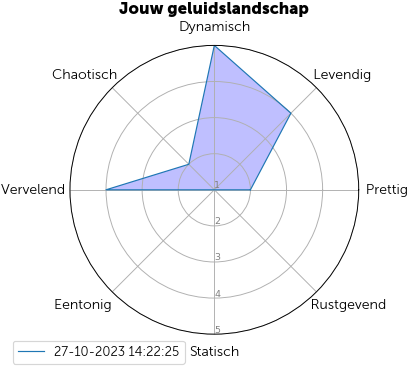 Jouw geluidslandschap
Dynamisch
Chaotisch
Levendig
Vervelend
Prettig
1
2
3
4
5
Eentonig
Rustgevend
Statisch
27-10-2023 14:22:25